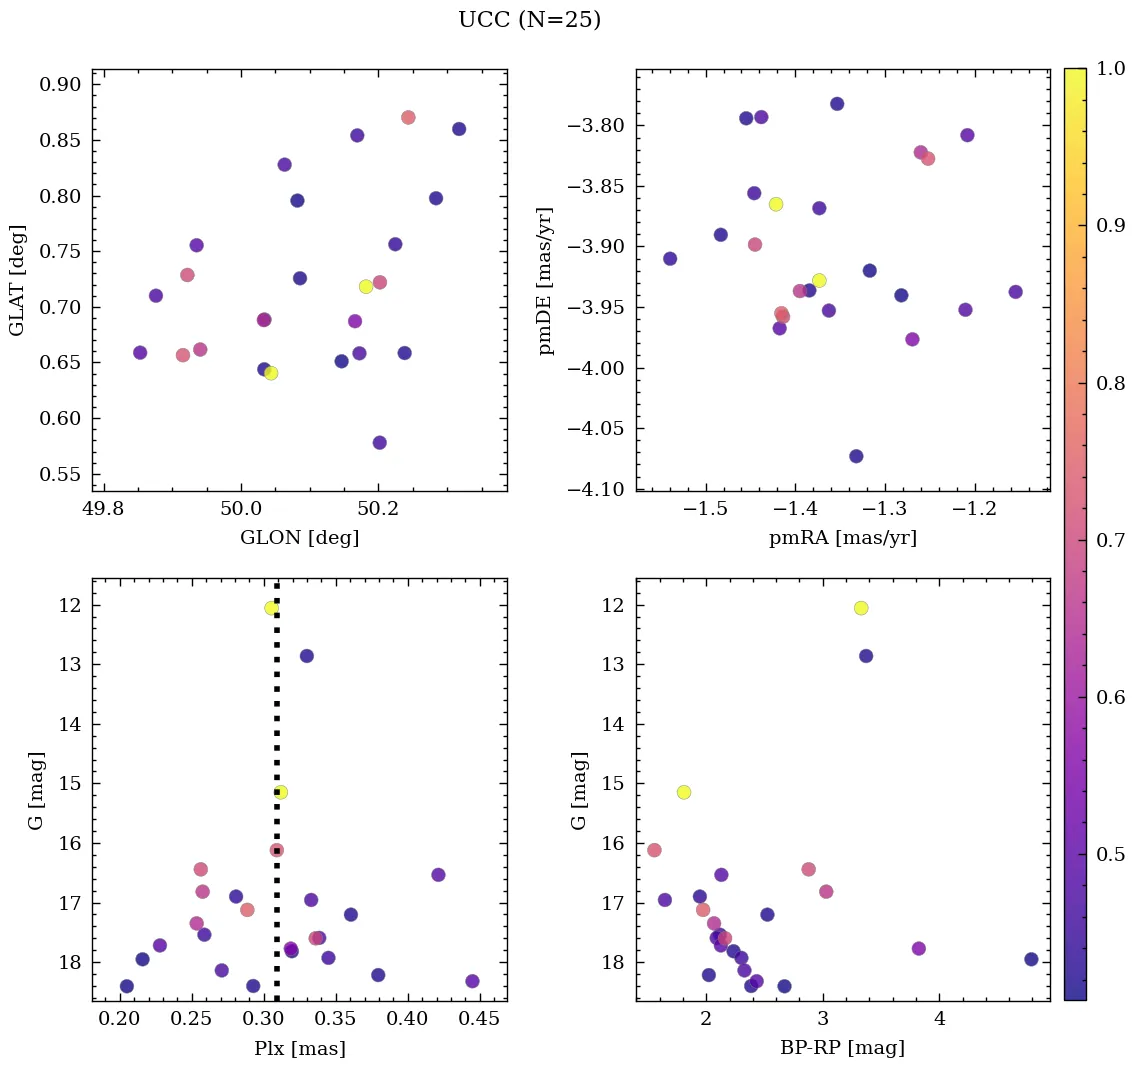 UCC (N=25)
0.90
0.85
0.80
0.75
0.70
0.65
0.60
0.55
GLAT [deg]
49.8 50.0 50.2
GLON [deg]
−3.80
−3.85
−3.90
−3.95
−4.00
−4.05
−4.10
pmDE [mas/yr]
−1.5 −1.4 −1.3 −1.2
pmRA [mas/yr]
1.0
0.9
0.8
0.7
0.6
0.5
12
13
14
15
16
17
18
G [mag]
0.20 0.25 0.30 0.35 0.40 0.45
Plx [mas]
12
13
14
15
16
17
18
G [mag]
2 3 4
BP-RP [mag]